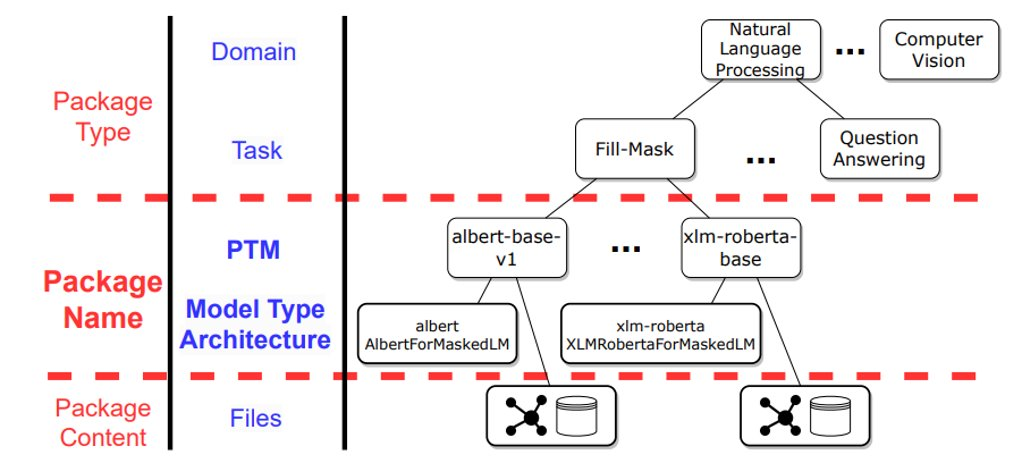 Domain
Natural
Language
Processing
...
Computer
Vision
Package
Type
Task
Fill-Mask
...
Question
Answering
Package
Name
PTM
albert-base-
v1
...
xlm-roberta-
base
Model Type
Architecture
albert
AlbertForMaskedLM
xlm-roberta
XLMRobertaForMaskedLM
Package
Content
Files